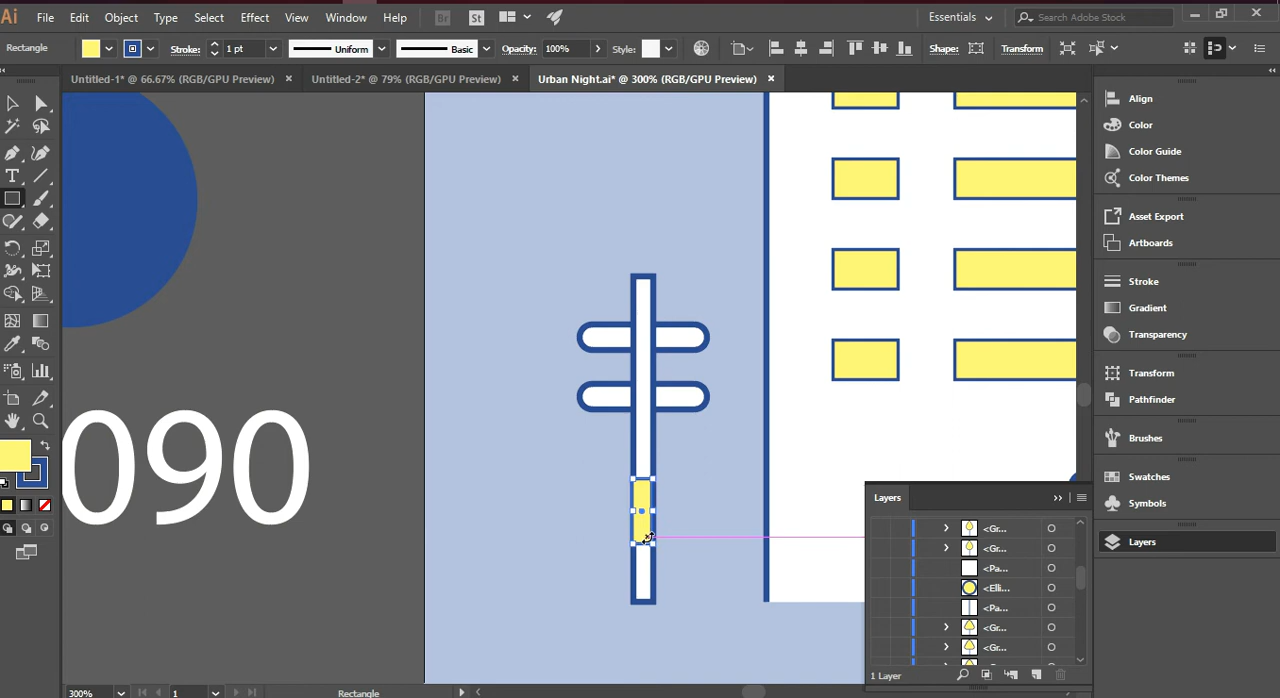 Ai File Edit Object Type Select Effect View Window Help Br St Essentials Search Adobe Stock
Rectangle Stroke: 1 pt Uniform Basic Opacity: 100% Style: Shape: Transform
Untitled-1* @ 66.67% (RGB/GPU Preview) × Untitled-2* @ 79% (RGB/GPU Preview) × Urban Night.ai* @ 300% (RGB/GPU Preview) ×
Align
Color
Color Guide
Color Themes
Asset Export
Artboards
Stroke
Gradient
Transparency
Transform
Pathfinder
Brushes
Swatches
Symbols
Layers
090
Layers
<Gr...
<Gr...
<Pa...
<Elli...
<Pa...
<Gr...
<Gr...
1 Layer
300% 1 Rectangle